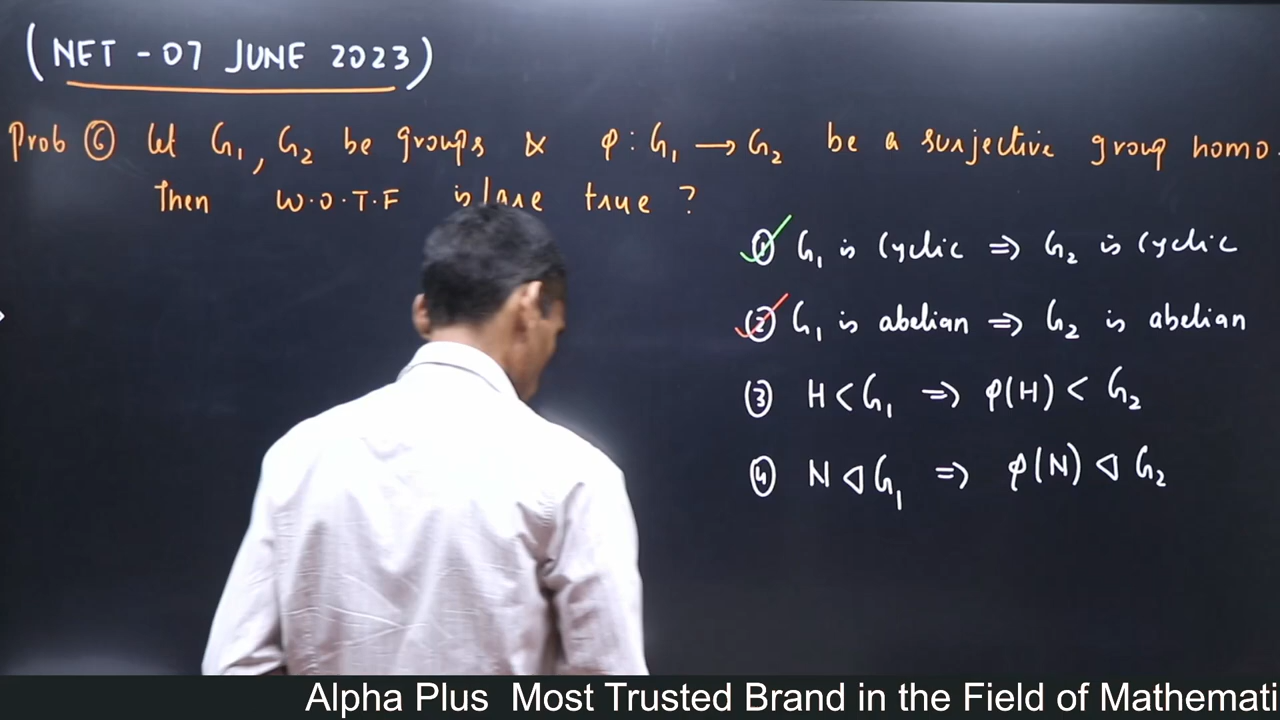 (NET - 07 JUNE 2023)
Prob ⑥ Let G₁, G₂ be groups & φ : G₁ → G₂ be a surjective group homo.
Then W.O.T.F is/are true ?
① G₁ is cyclic ⇒ G₂ is cyclic
② G₁ is abelian ⇒ G₂ is abelian
③ H < G₁ ⇒ φ(H) < G₂
④ N ◁ G₁ ⇒ φ(N) ◁ G₂
Alpha Plus Most Trusted Brand in the Field of Mathemati